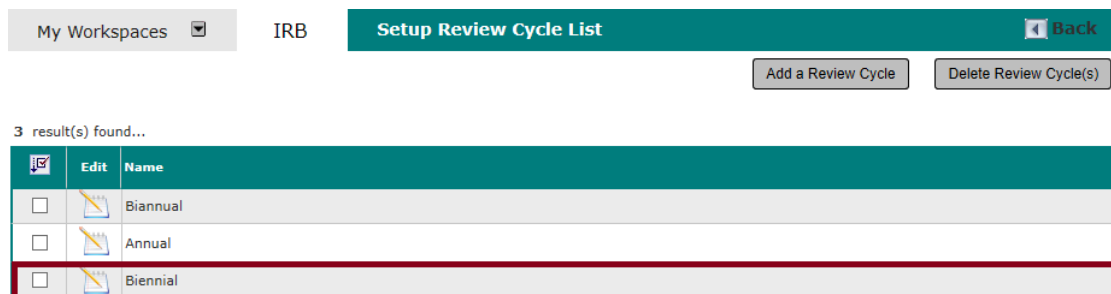 My Workspaces IRB Setup Review Cycle List Back
Add a Review Cycle Delete Review Cycle(s)
3 result(s) found...
Edit Name
Biannual
Annual
Biennial